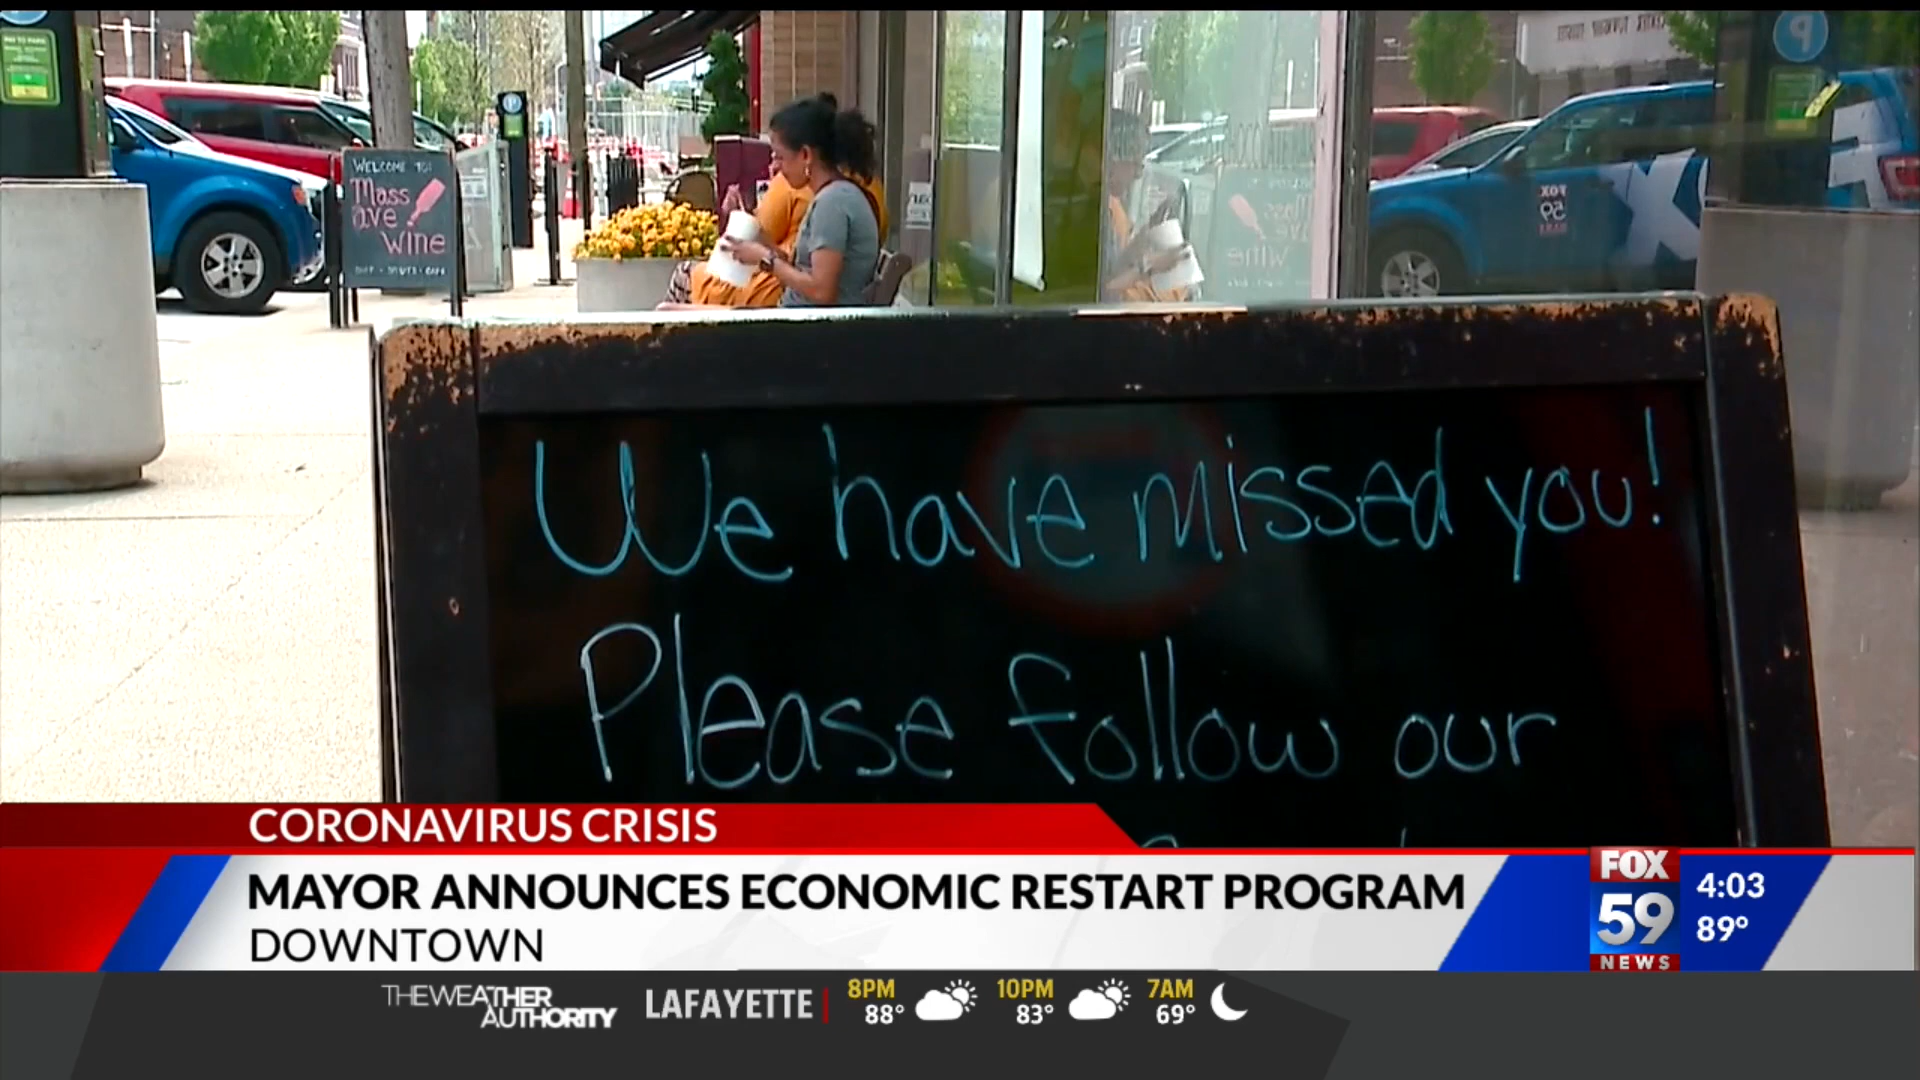 WELCOME TO:
Mass
Ave
Wine
We have missed you!
Please follow our
CORONAVIRUS CRISIS
MAYOR ANNOUNCES ECONOMIC RESTART PROGRAM
DOWNTOWN
FOX
59
NEWS
4:03
89°
THE WEATHER
AUTHORITY
LAFAYETTE
8PM
88°
10PM
83°
7AM
69°